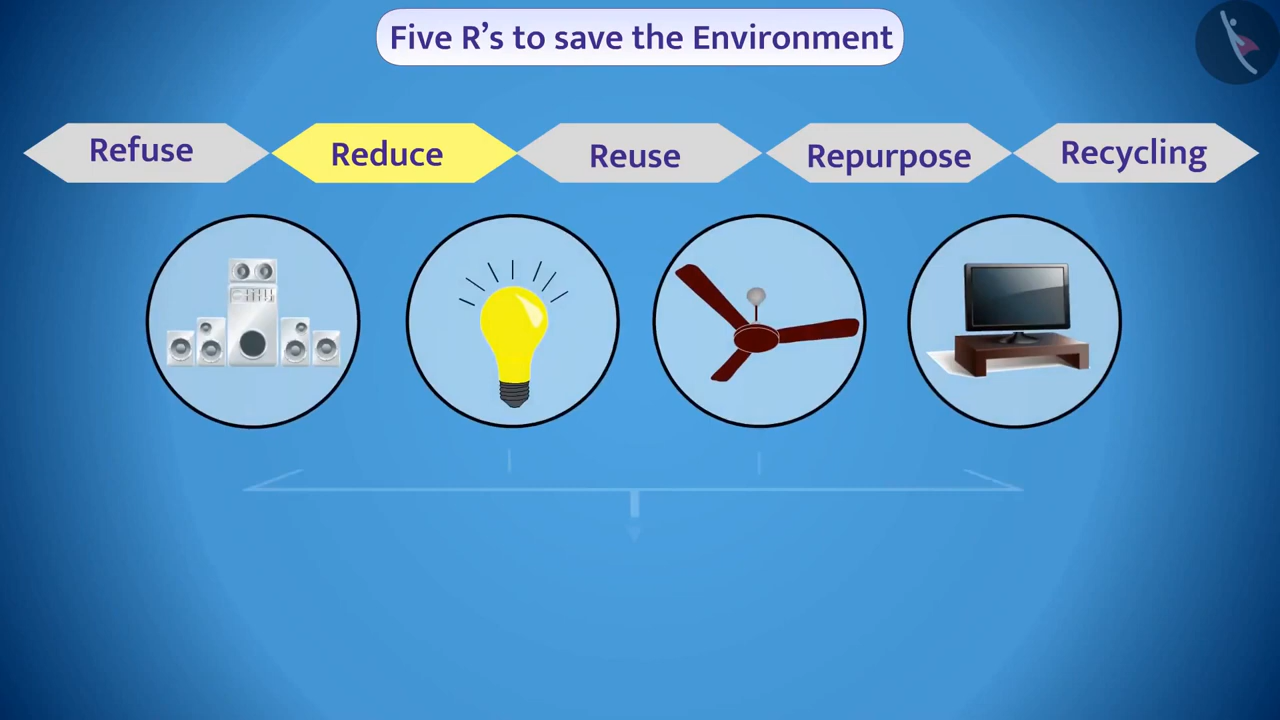 Five R’s to save the Environment
Refuse
Reduce
Reuse
Repurpose
Recycling